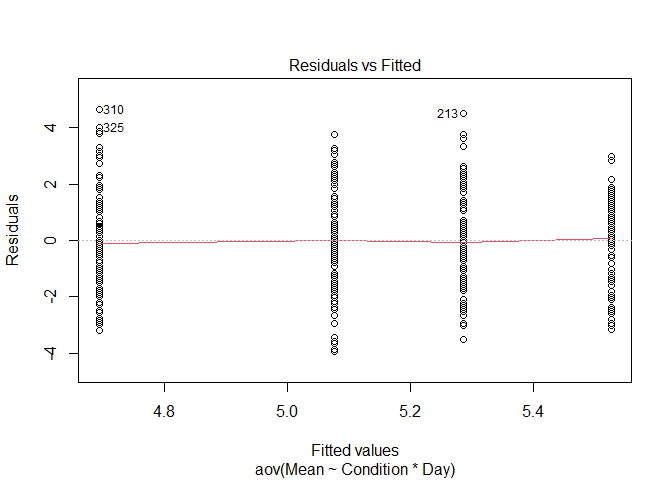 Residuals vs Fitted
310
213
325
4
2
0
-2
-4
Residuals
4.8 5.0 5.2 5.4
Fitted values
aov(Mean ~ Condition * Day)